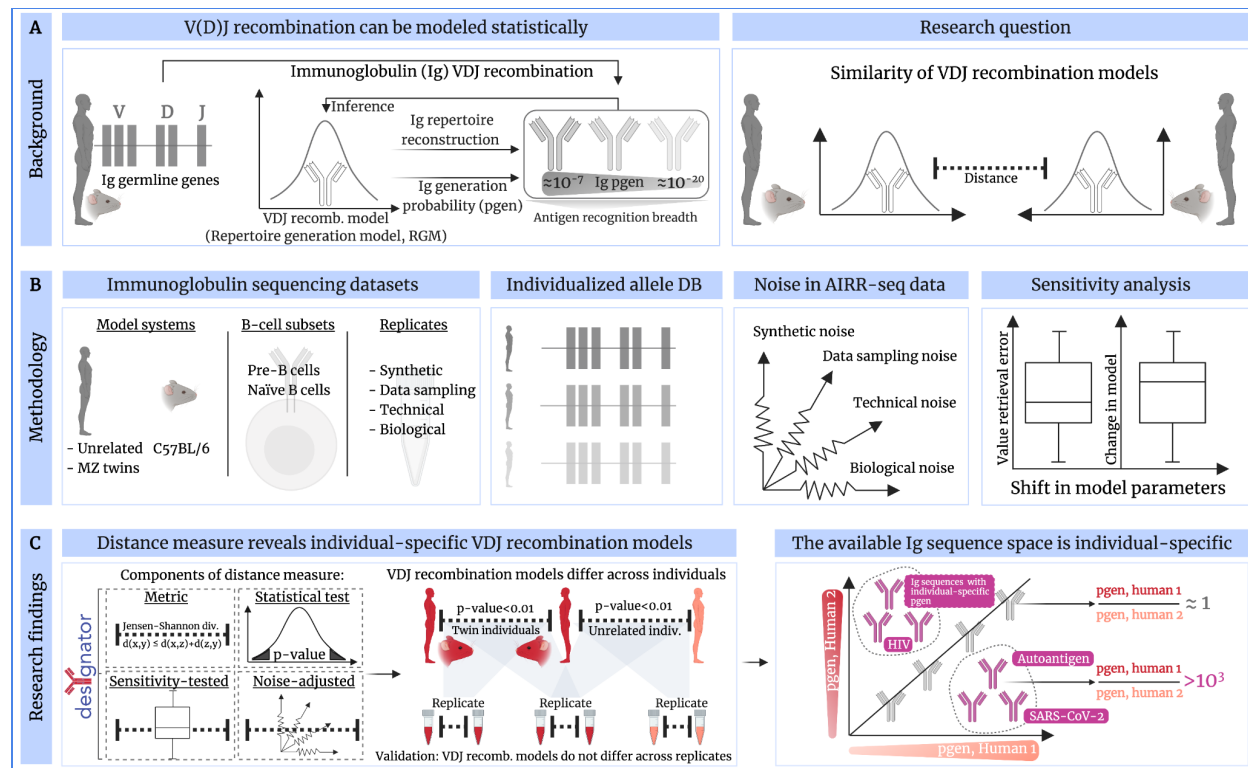 A
Background
V(D)J recombination can be modeled statistically
Immunoglobulin (Ig) VDJ recombination
V D J
Ig germline genes
Inference
VDJ recomb. model
(Repertoire generation model, RGM)
Ig repertoire
reconstruction
Ig generation
probability (pgen)
≈10⁻⁷ Ig pgen ≈10⁻²⁰
Antigen recognition breadth
Research question
Similarity of VDJ recombination models
Distance
B
Methodology
Immunoglobulin sequencing datasets
Model systems
- Unrelated C57BL/6
- MZ twins
B-cell subsets
Pre-B cells
Naïve B cells
Replicates
- Synthetic
- Data sampling
- Technical
- Biological
Individualized allele DB
Noise in AIRR-seq data
Synthetic noise
Data sampling noise
Technical noise
Biological noise
Sensitivity analysis
Value retrieval error
Change in model
Shift in model parameters
C
Research findings
Distance measure reveals individual-specific VDJ recombination models
designator
Components of distance measure:
Metric
Jensen-Shannon div.
d(x,y) ≤ d(x,z)+d(z,y)
Statistical test
p-value
Sensitivity-tested
Noise-adjusted
VDJ recombination models differ across individuals
p-value<0.01
Twin individuals
p-value<0.01
Unrelated indiv.
Replicate
Replicate
Replicate
Validation: VDJ recomb. models do not differ across replicates
The available Ig sequence space is individual-specific
pgen, Human 2
Ig sequences with
individual-specific
pgen
HIV
pgen, human 1
pgen, human 2
≈ 1
Autoantigen
SARS-CoV-2
pgen, human 1
pgen, human 2
>10³
pgen, Human 1